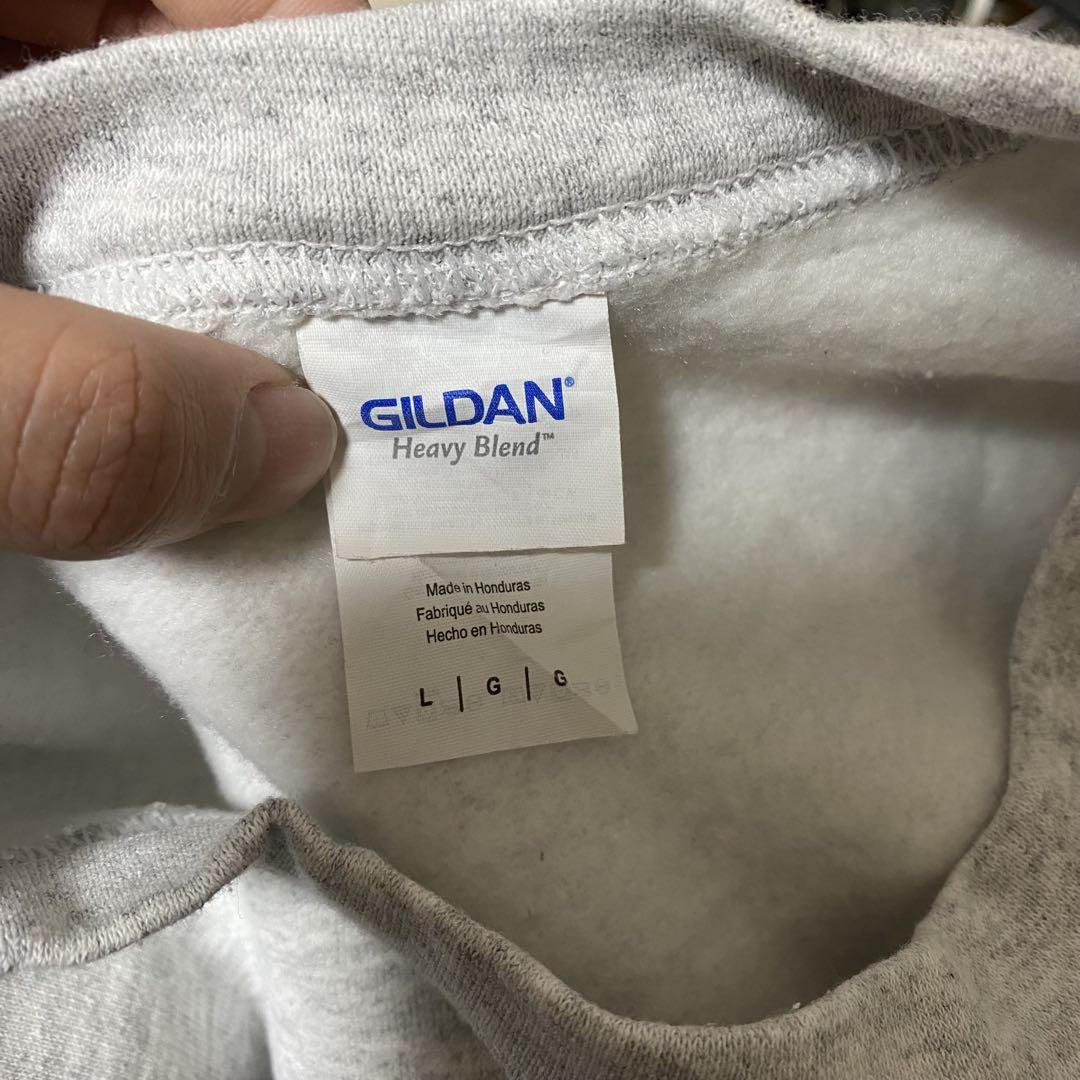 GILDAN®
Heavy Blend™
Made in Honduras
Fabriqué au Honduras
Hecho en Honduras
L | G | G